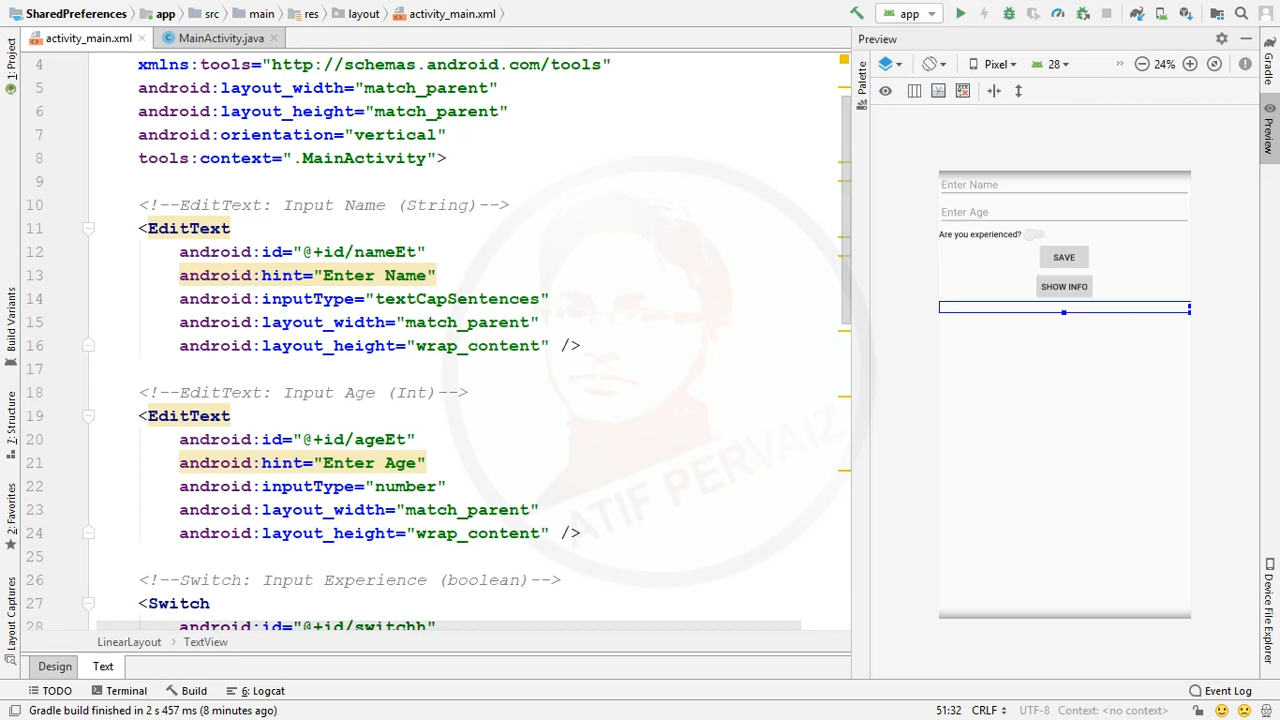 SharedPreferences app src main res layout activity_main.xml app
activity_main.xml MainActivity.java
Preview
1: Project
Build Variants
Z: Structure
2: Favorites
Layout Captures
4 xmlns:tools="http://schemas.android.com/tools"
5 android:layout_width="match_parent"
6 android:layout_height="match_parent"
7 android:orientation="vertical"
8 tools:context=".MainActivity">
9
10 <!--EditText: Input Name (String)-->
11 <EditText
12 android:id="@+id/nameEt"
13 android:hint="Enter Name"
14 android:inputType="textCapSentences"
15 android:layout_width="match_parent"
16 android:layout_height="wrap_content" />
17
18 <!--EditText: Input Age (Int)-->
19 <EditText
20 android:id="@+id/ageEt"
21 android:hint="Enter Age"
22 android:inputType="number"
23 android:layout_width="match_parent"
24 android:layout_height="wrap_content" />
25
26 <!--Switch: Input Experience (boolean)-->
27 <Switch
28 android:id="@+id/switchh"
ATIF PERVAIZ
LinearLayout TextView
Design Text
Palette
Pixel 28 24%
Enter Name
Enter Age
Are you experienced?
SAVE
SHOW INFO
Gradle
Preview
Device File Explorer
TODO Terminal Build 6: Logcat Event Log
Gradle build finished in 2 s 457 ms (8 minutes ago) 51:32 CRLF UTF-8 Context: <no context>